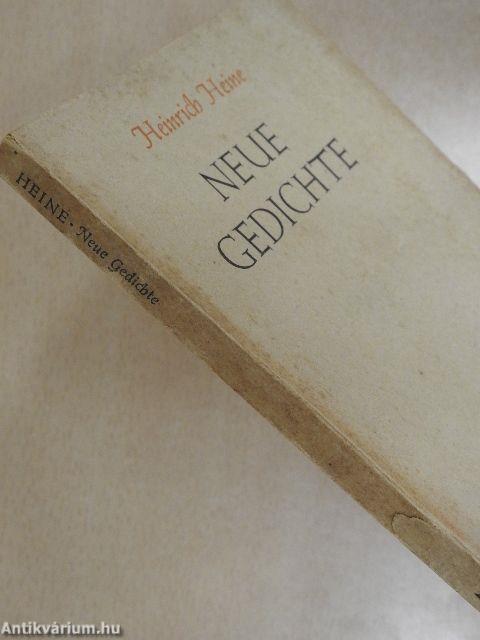 Heinrich Heine
NEUE
GEDICHTE
HEINE · Neue Gedichte
Antikvárium.hu